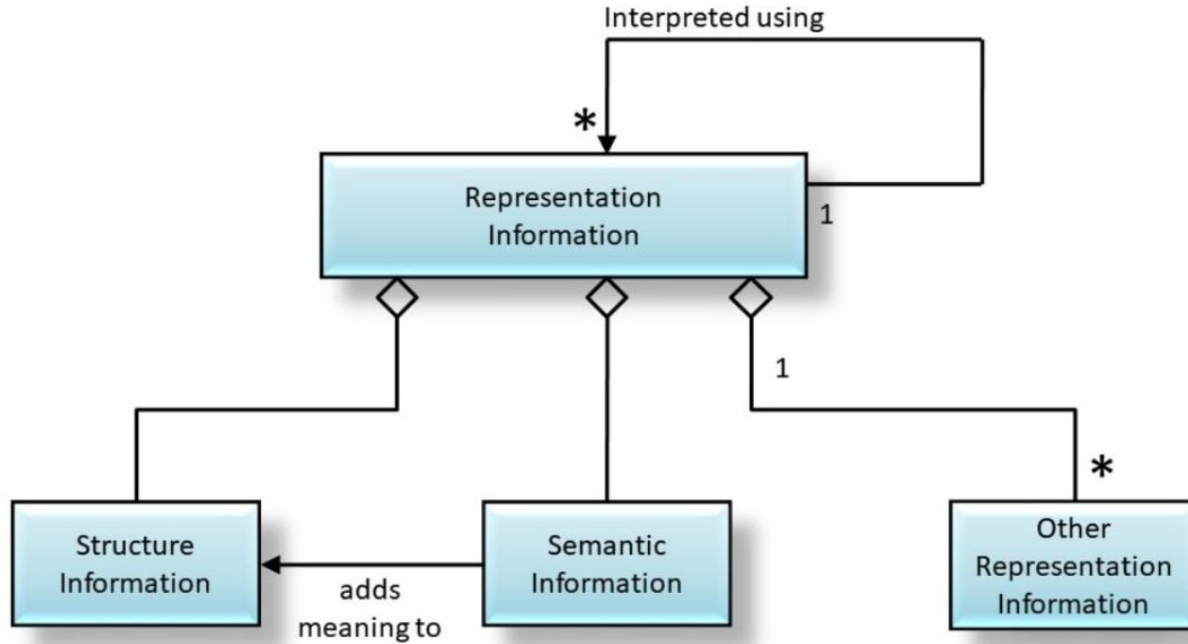 Interpreted using
*
Representation
Information
1
1
*
Structure
Information
adds
meaning to
Semantic
Information
Other
Representation
Information